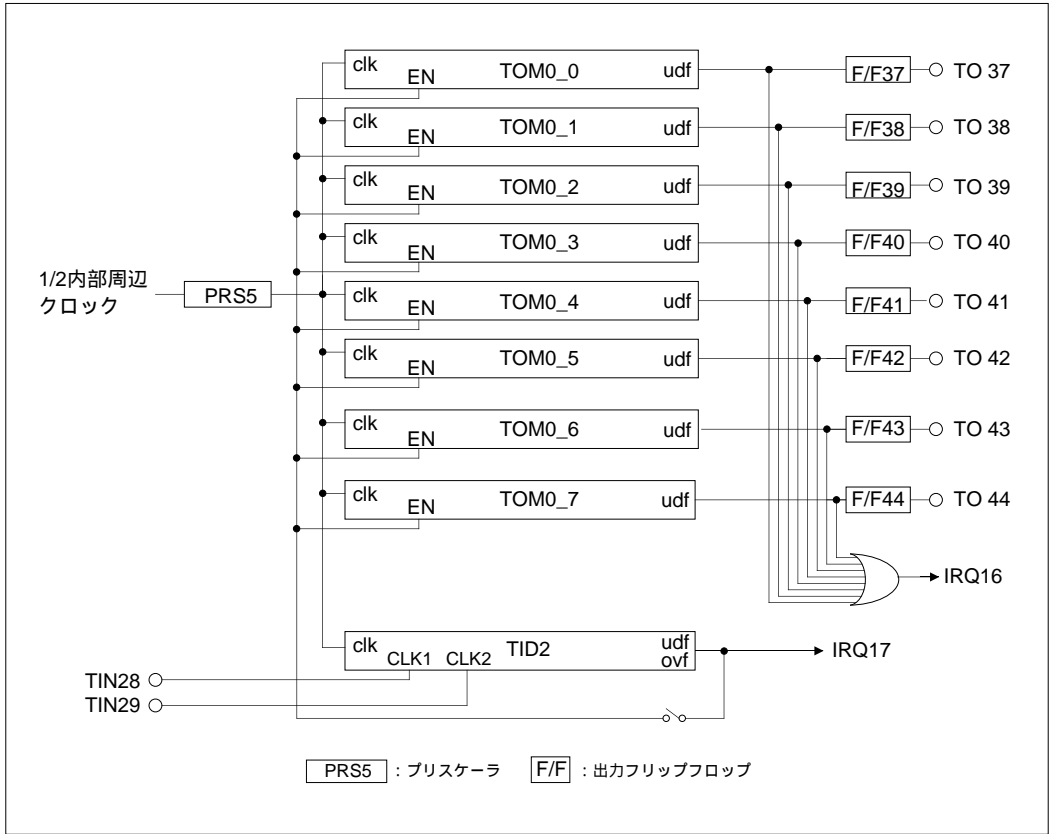 clk EN TOM0_0 udf F/F37 TO 37
clk EN TOM0_1 udf F/F38 TO 38
clk EN TOM0_2 udf F/F39 TO 39
clk EN TOM0_3 udf F/F40 TO 40
1/2内部周辺
クロック
PRS5
clk EN TOM0_4 udf F/F41 TO 41
clk EN TOM0_5 udf F/F42 TO 42
clk EN TOM0_6 udf F/F43 TO 43
clk EN TOM0_7 udf F/F44 TO 44
IRQ16
clk CLK1 CLK2 TID2 udf
ovf
IRQ17
TIN28
TIN29
PRS5 : プリスケーラ F/F : 出力フリップフロップ